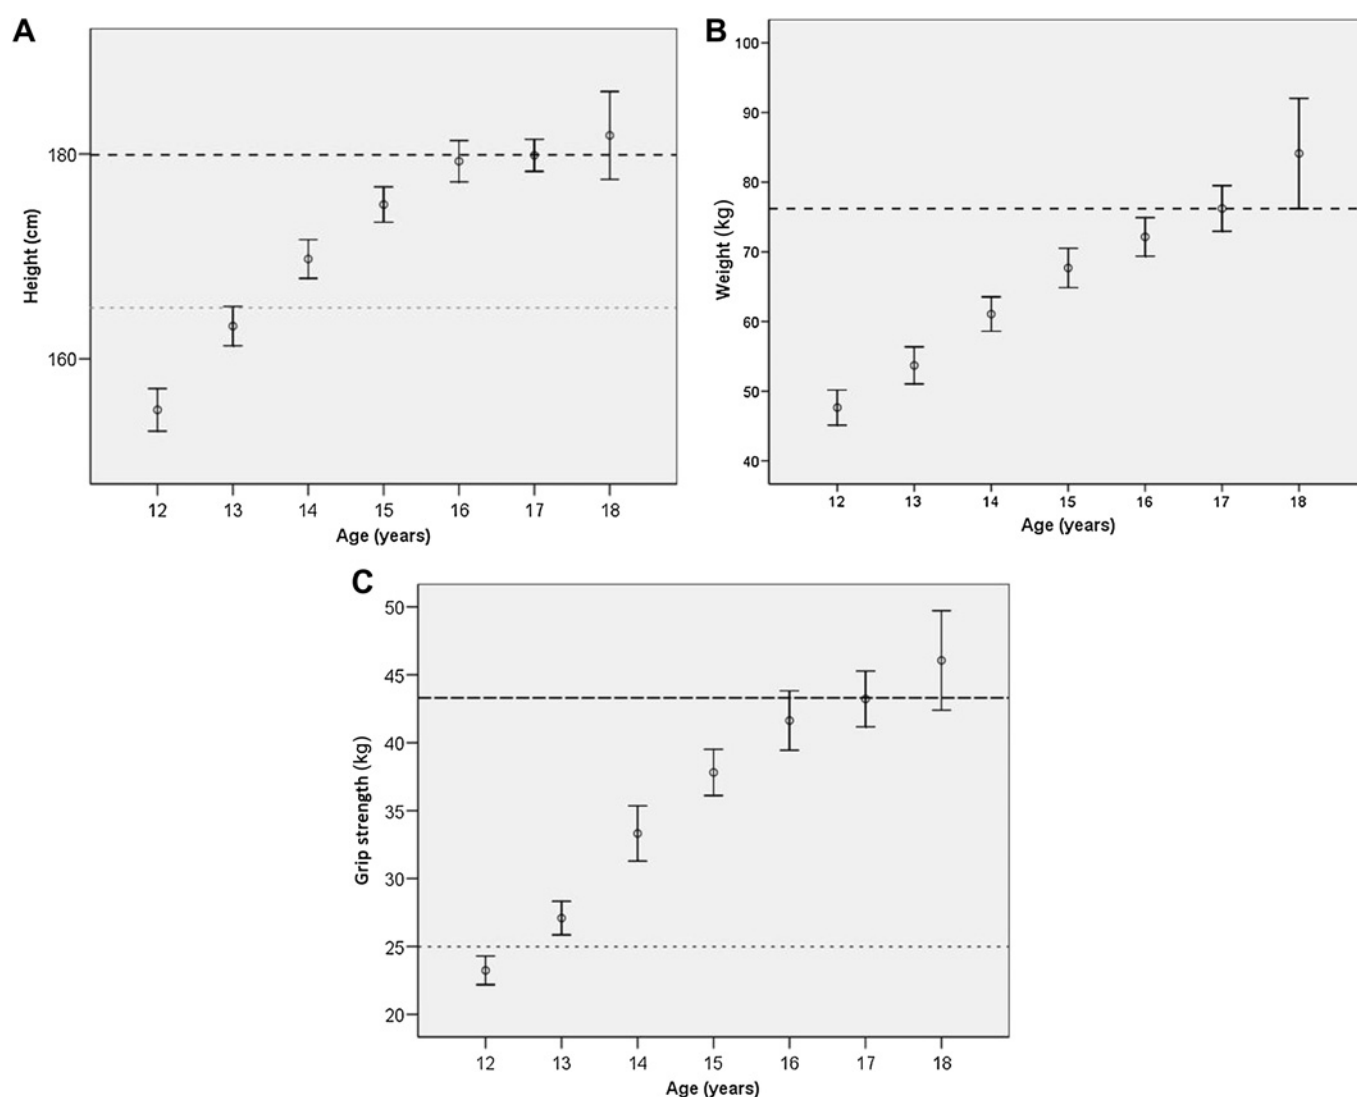 A
Height (cm)
180
160
12 13 14 15 16 17 18
Age (years)
B
Weight (kg)
100
90
80
70
60
50
40
12 13 14 15 16 17 18
Age (years)
C
Grip strength (kg)
50
45
40
35
30
25
20
12 13 14 15 16 17 18
Age (years)